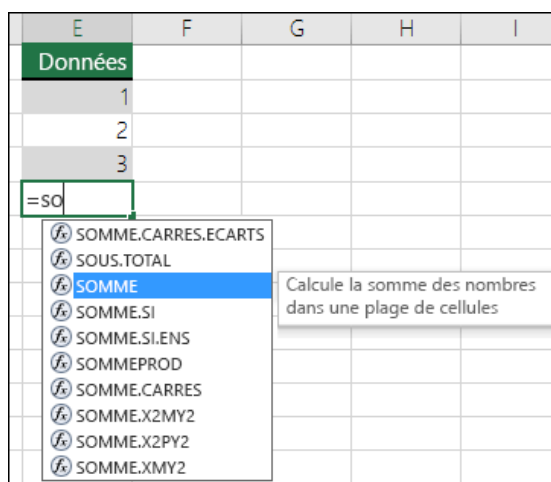 E F G H I
Données
1
2
3
=so
SOMME.CARRES.ECARTS
SOUS.TOTAL
SOMME
Calcule la somme des nombres
dans une plage de cellules
SOMME.SI
SOMME.SI.ENS
SOMMEPROD
SOMME.CARRES
SOMME.X2MY2
SOMME.X2PY2
SOMME.XMY2